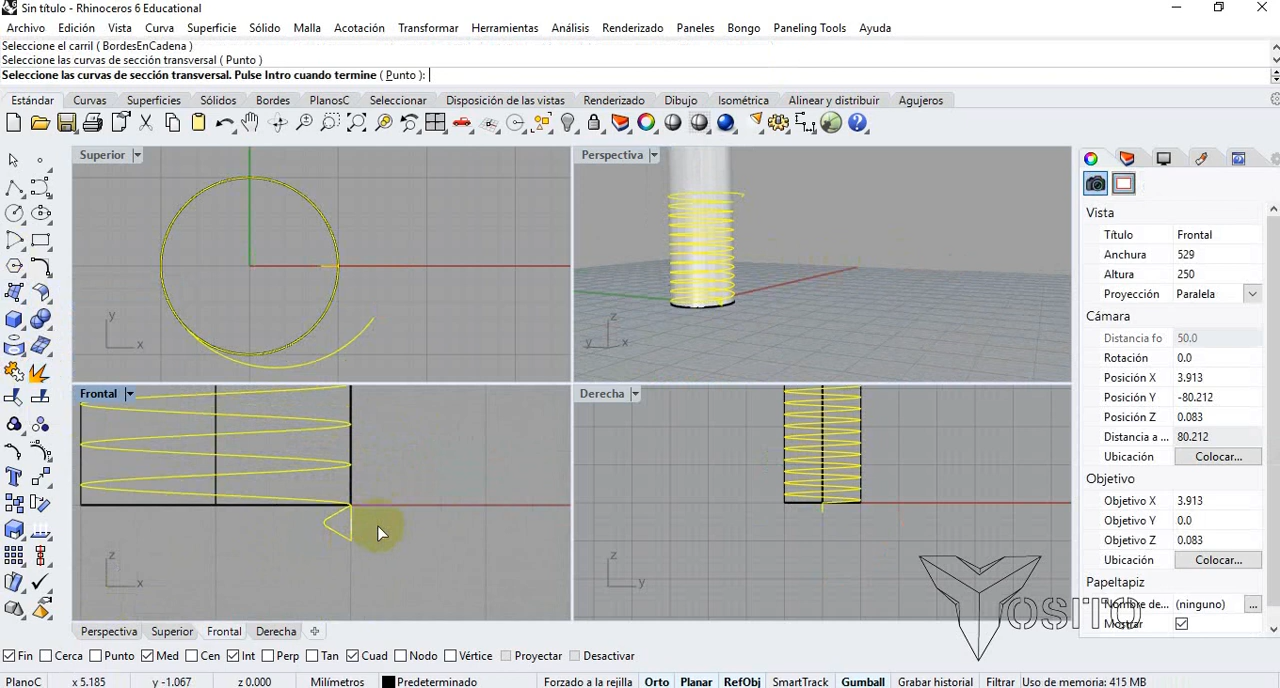 Sin título - Rhinoceros 6 Educational
Archivo Edición Vista Curva Superficie Sólido Malla Acotación Transformar Herramientas Análisis Renderizado Paneles Bongo Paneling Tools Ayuda
Seleccione el carril ( BordesEnCadena )
Seleccione las curvas de sección transversal ( Punto )
Seleccione las curvas de sección transversal. Pulse Intro cuando termine ( Punto ):
Estándar Curvas Superficies Sólidos Mallas Bordes PlanosC Seleccionar Disposición de las vistas Renderizado Dibujo Isométrica Alinear y distribuir Agujeros
Superior
y
x
Perspectiva
z
y x
Frontal
z
x
Derecha
z
y
Vista
Título Frontal
Anchura 529
Altura 250
Proyección Paralela
Cámara
Distancia fo 50.0
Rotación 0.0
Posición X 3.913
Posición Y -80.212
Posición Z 0.083
Distancia a ... 80.212
Ubicación Colocar...
Objetivo
Objetivo X 3.913
Objetivo Y 0.0
Objetivo Z 0.083
Ubicación Colocar...
Papeltapiz
Nombre de... (ninguno) ...
Mostrar
YOSITO
Perspectiva Superior Frontal Derecha
Fin Cerca Punto Med Cen Int Perp Tan Cuad Nodo Vértice Proyectar Desactivar
PlanoC x 5.185 y -1.067 z 0.000 Milímetros Predeterminado Forzado a la rejilla Orto Planar RefObj SmartTrack Gumball Grabar historial Filtrar Uso de memoria: 415 MB